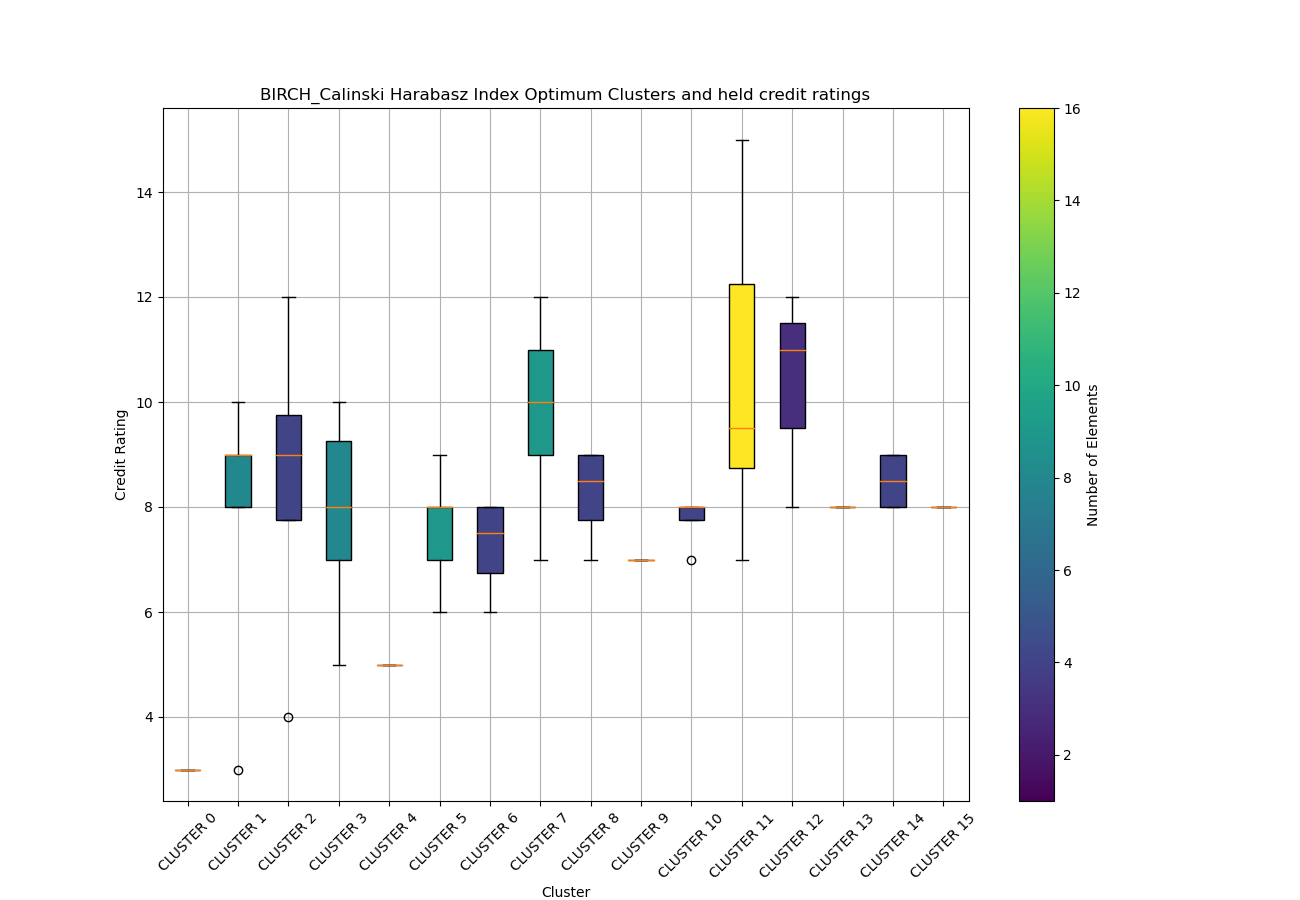 BIRCH_Calinski Harabasz Index Optimum Clusters and held credit ratings
14
12
10
8
6
4
Credit Rating
CLUSTER 0
CLUSTER 1
CLUSTER 2
CLUSTER 3
CLUSTER 4
CLUSTER 5
CLUSTER 6
CLUSTER 7
CLUSTER 8
CLUSTER 9
CLUSTER 10
CLUSTER 11
CLUSTER 12
CLUSTER 13
CLUSTER 14
CLUSTER 15
Cluster
16
14
12
10
8
6
4
2
Number of Elements